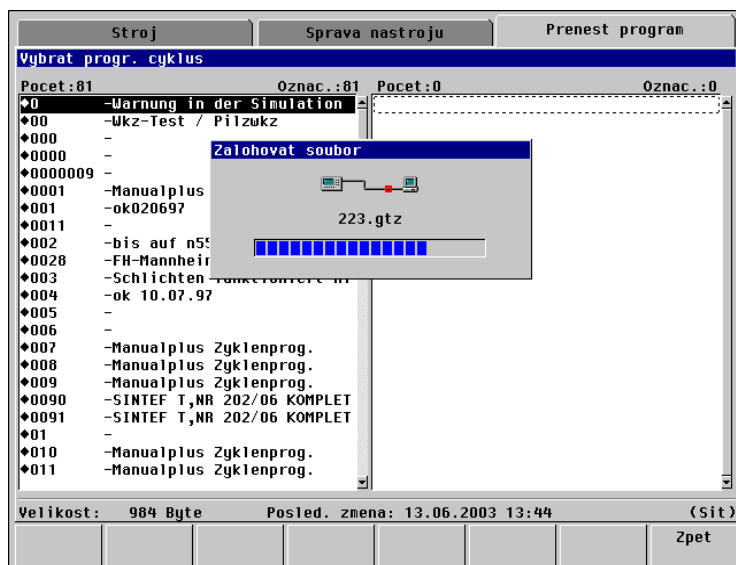 Stroj Sprava nastroju Prenest program
Vybrat progr. cyklus
Pocet:81 Oznac.:81 Pocet:0 Oznac.:0
◆0 -Warnung in der Simulation
◆00 -Wkz-Test / Pilzwkz
◆000 -
◆0000 -
◆0000009 -
◆0001 -Manualplus
◆001 -ok020697
◆0011 -
◆002 -bis auf n55
◆0028 -FH-Mannhein
◆003 -Schlichten funktioniert
◆004 -ok 10.07.97
◆005 -
◆006 -
◆007 -Manualplus Zyklenprog.
◆008 -Manualplus Zyklenprog.
◆009 -Manualplus Zyklenprog.
◆0090 -SINTEF T,NR 202/06 KOMPLET
◆0091 -SINTEF T,NR 202/06 KOMPLET
◆01 -
◆010 -Manualplus Zyklenprog.
◆011 -Manualplus Zyklenprog.
Zalohovat soubor
223.gtz
Velikost: 984 Byte Posled. zmena: 13.06.2003 13:44 (Sit)
Zpet